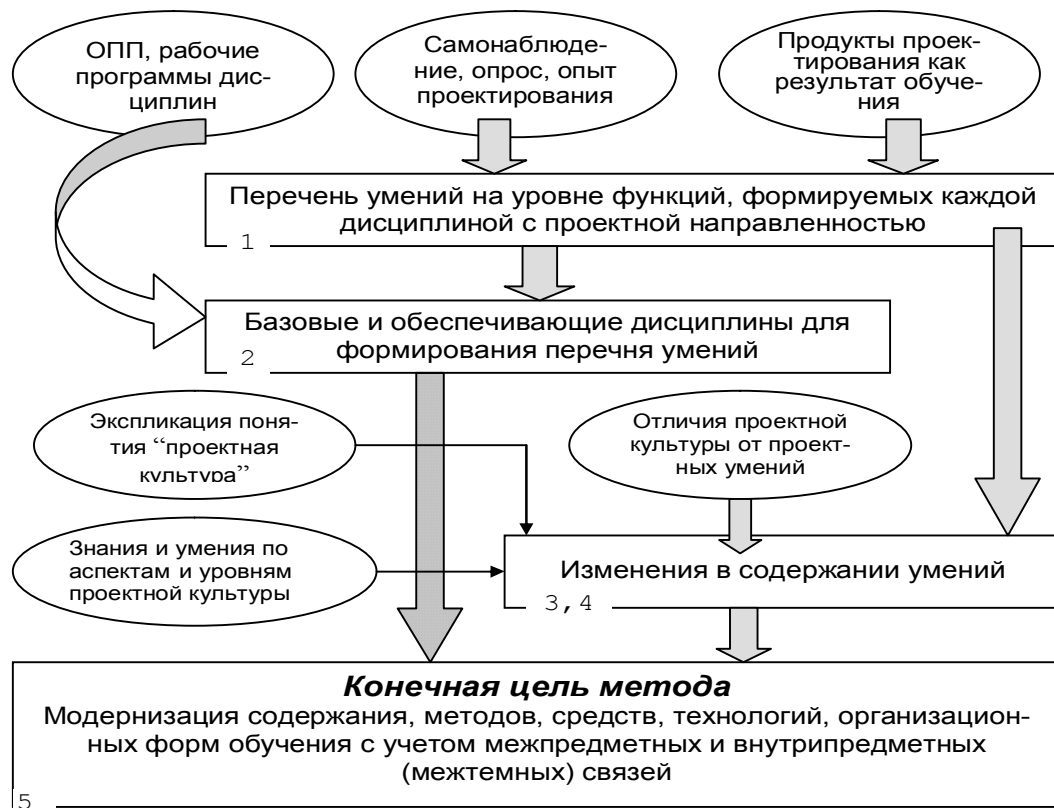 ОПП, рабочие
программы дис-
циплин
Самонаблюде-
ние, опрос, опыт
проектирования
Продукты проек-
тирования как
результат обуче-
ния
Перечень умений на уровне функций, формируемых каждой
дисциплиной с проектной направленностью
1
Базовые и обеспечивающие дисциплины для
формирования перечня умений
2
Экспликация поня-
тия “проектная
культура”
Отличия проектной
культуры от проект-
ных умений
Знания и умения по
аспектам и уровням
проектной культуры
Изменения в содержании умений
3,4
Конечная цель метода
Модернизация содержания, методов, средств, технологий, организацион-
ных форм обучения с учетом межпредметных и внутрипредметных
(межтемных) связей
5